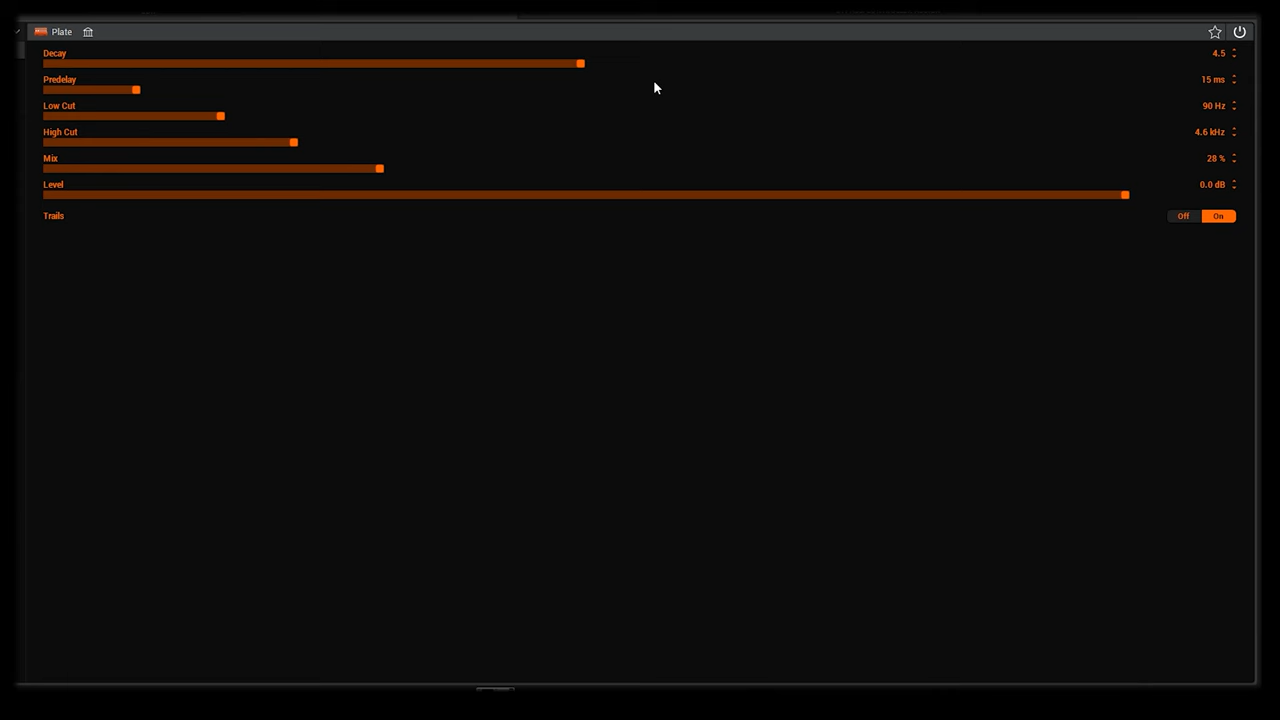 Plate
Decay 4.5
Predelay 15 ms
Low Cut 90 Hz
High Cut 4.6 kHz
Mix 28 %
Level 0.0 dB
Trails Off On